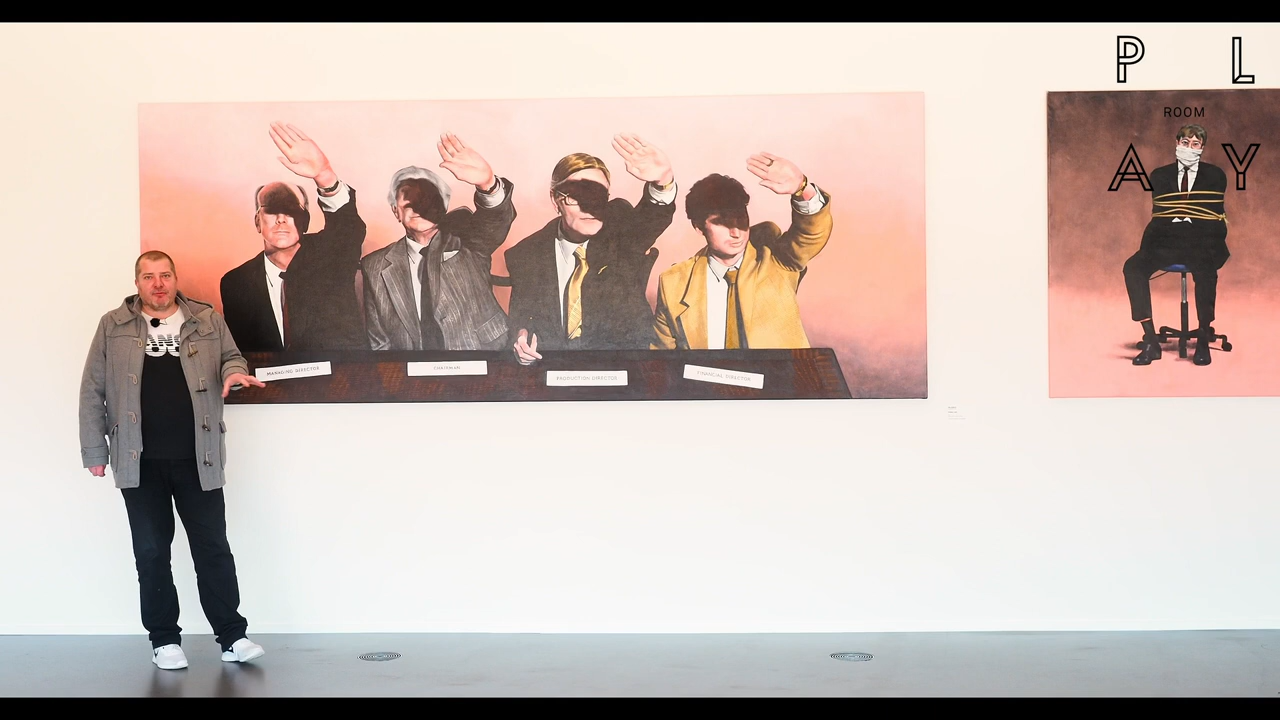 P L
ROOM
A Y
MANAGING DIRECTOR
CHAIRMAN
PRODUCTION DIRECTOR
FINANCIAL DIRECTOR